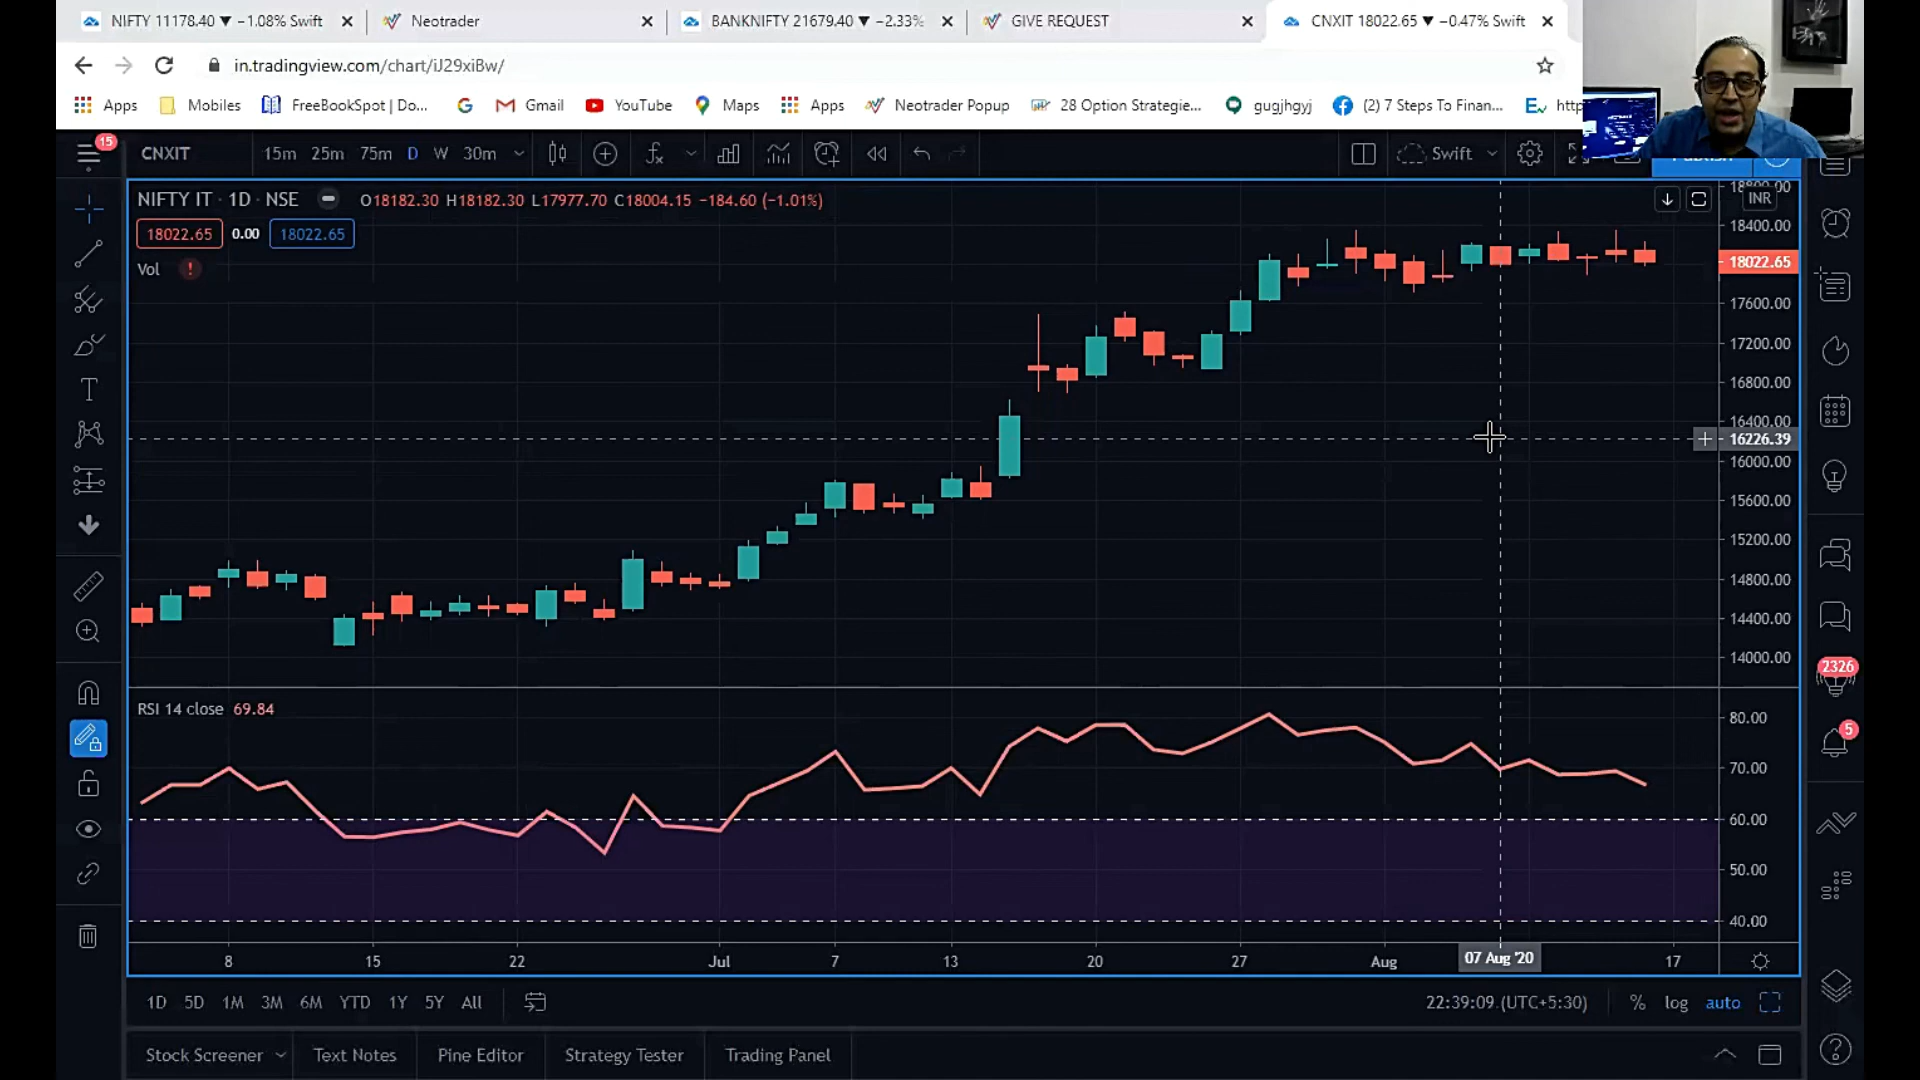 NIFTY 11178.40 ▼ −1.08% Swift
Neotrader
BANKNIFTY 21679.40 ▼ −2.33%
GIVE REQUEST
CNXIT 18022.65 ▼ −0.47% Swift
in.tradingview.com/chart/iJ29xiBw/
Apps
Mobiles
FreeBookSpot | Do...
Gmail
YouTube
Maps
Apps
Neotrader Popup
28 Option Strategie...
gugjhgyj
(2) 7 Steps To Finan...
http
15
CNXIT
15m 25m 75m D W 30m
Swift
NIFTY IT · 1D · NSE
O18182.30 H18182.30 L17977.70 C18004.15 −184.60 (−1.01%)
INR
18022.65 0.00 18022.65
Vol
18800.00
18400.00
18022.65
17600.00
17200.00
16800.00
16400.00
16226.39
16000.00
15600.00
15200.00
14800.00
14400.00
14000.00
2326
5
RSI 14 close 69.84
80.00
70.00
60.00
50.00
40.00
8 15 22 Jul 7 13 20 27 Aug 07 Aug '20 17
1D 5D 1M 3M 6M YTD 1Y 5Y All
22:39:09 (UTC+5:30)
% log auto
Stock Screener
Text Notes
Pine Editor
Strategy Tester
Trading Panel